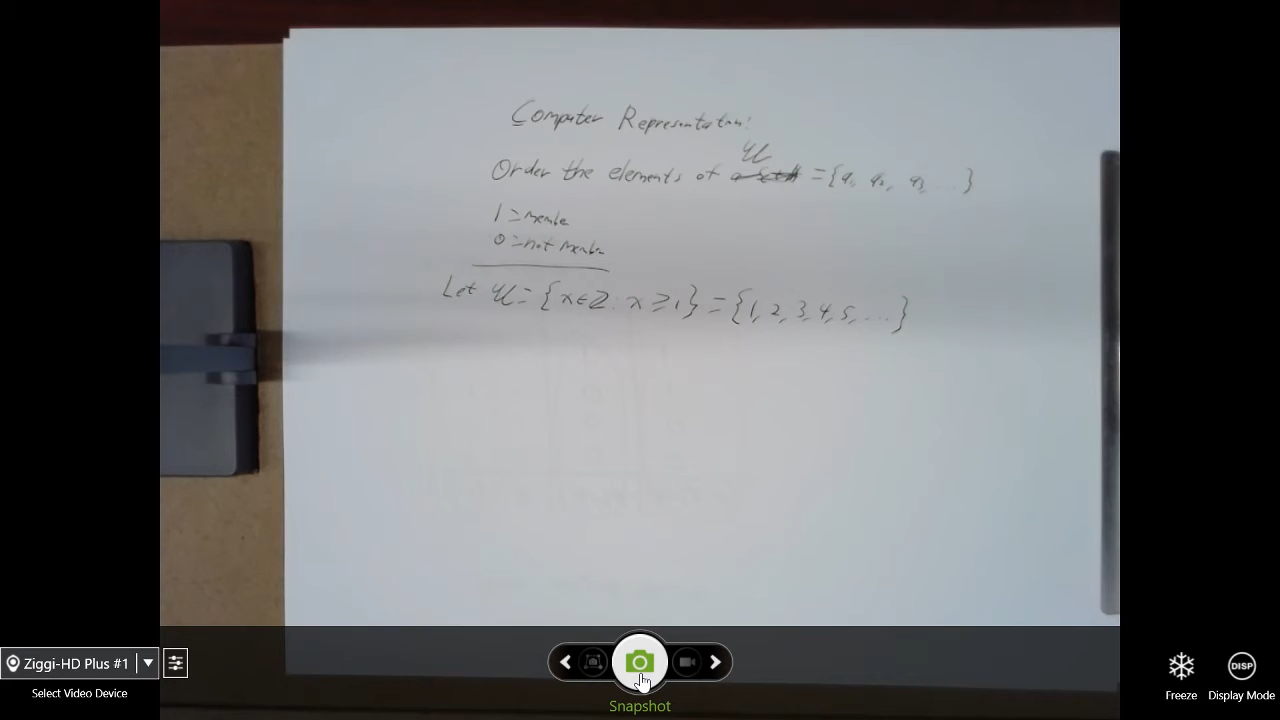 Computer Representation:
U
Order the elements of = {a₁, a₂, a₃, ...}
1 = member
0 = not member
Let U = {x ∈ ℤ : x ≥ 1} = {1, 2, 3, 4, 5, ...}
Ziggi-HD Plus #1
Select Video Device
Snapshot
Freeze
DISP
Display Mode